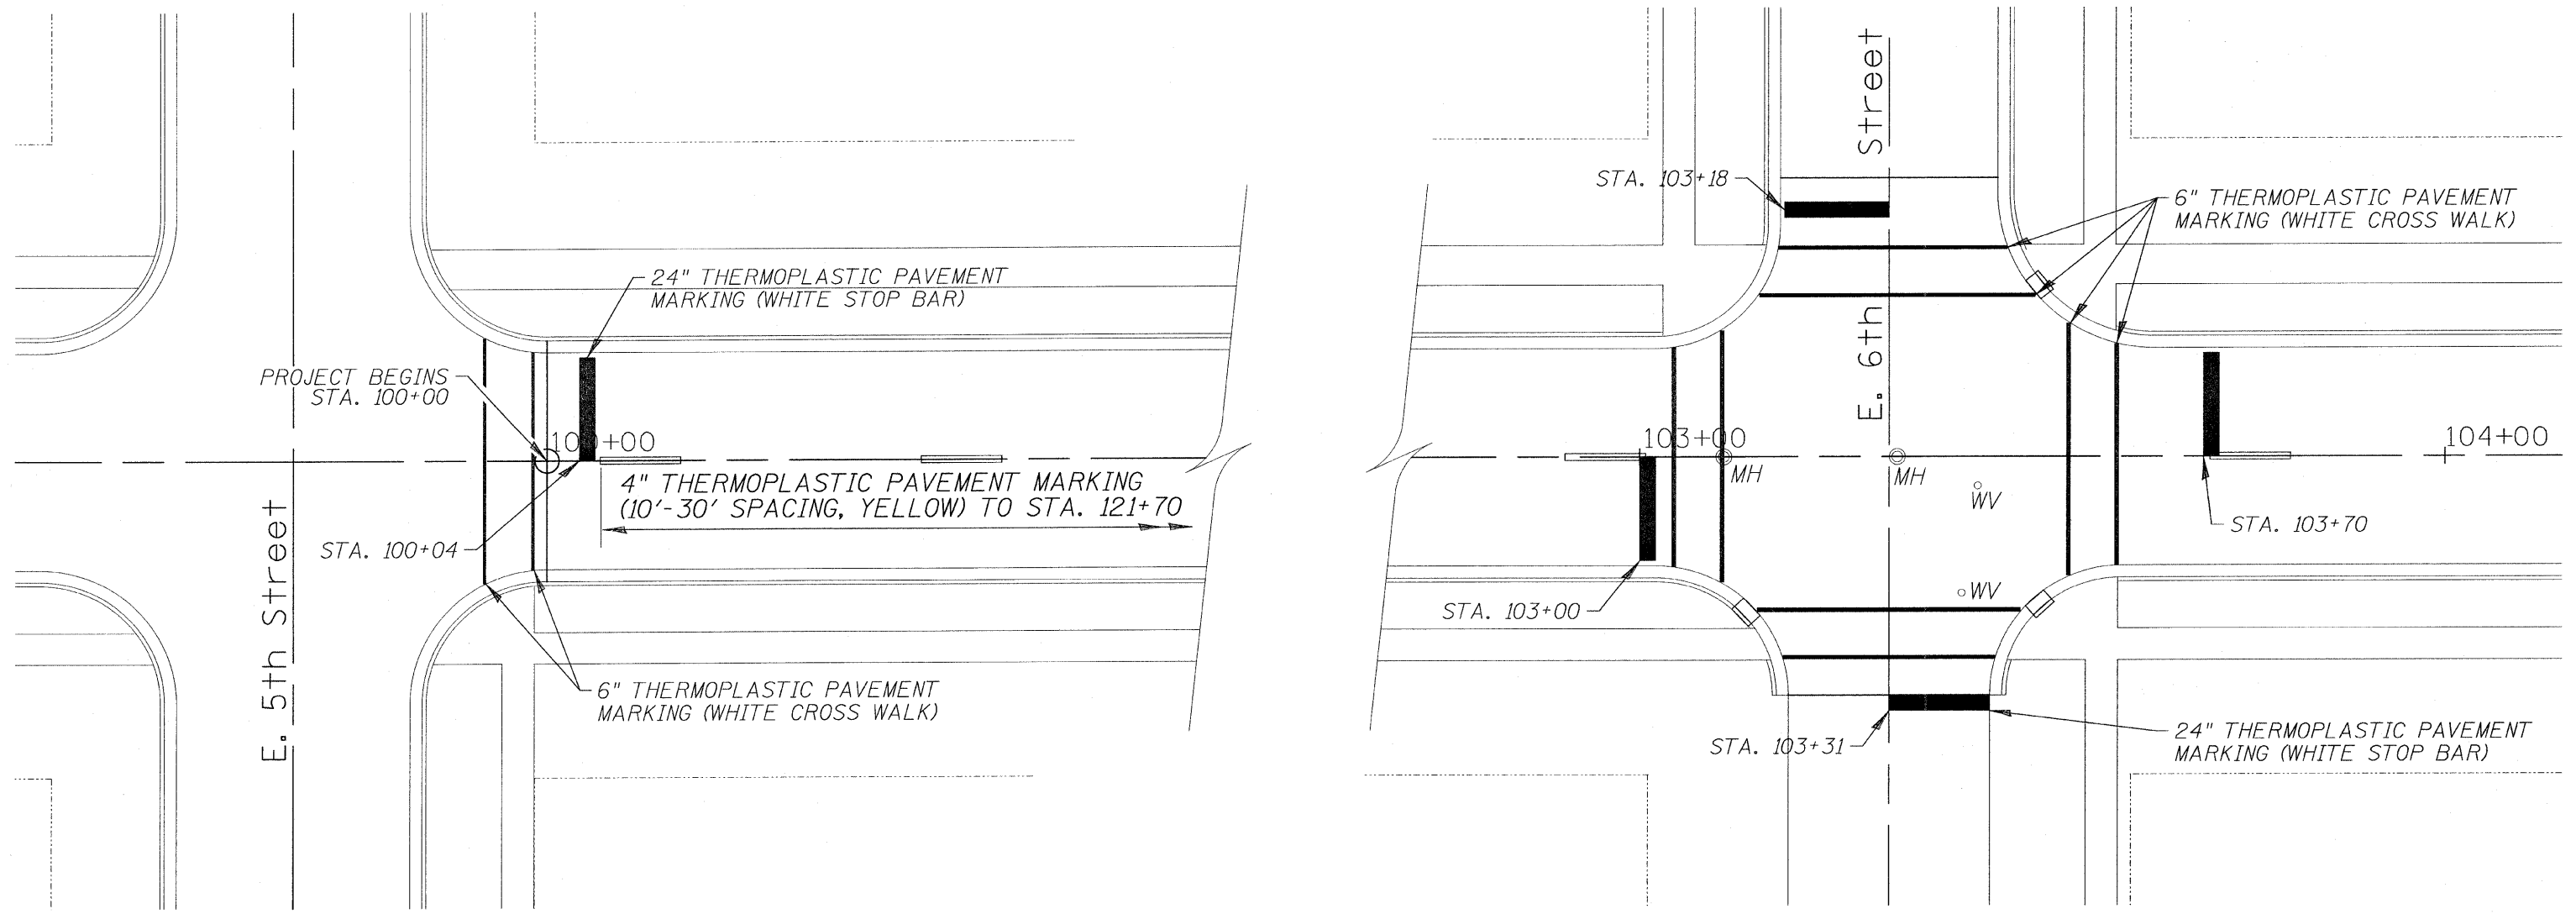 E. 5th Street
PROJECT BEGINS
STA. 100+00
100+00
STA. 100+04
24" THERMOPLASTIC PAVEMENT
MARKING (WHITE STOP BAR)
4" THERMOPLASTIC PAVEMENT MARKING
(10'-30' SPACING, YELLOW) TO STA. 121+70
6" THERMOPLASTIC PAVEMENT
MARKING (WHITE CROSS WALK)
E. 6th Street
STA. 103+18
6" THERMOPLASTIC PAVEMENT
MARKING (WHITE CROSS WALK)
103+00
MH
MH
WV
104+00
STA. 103+70
WV
STA. 103+00
STA. 103+31
24" THERMOPLASTIC PAVEMENT
MARKING (WHITE STOP BAR)